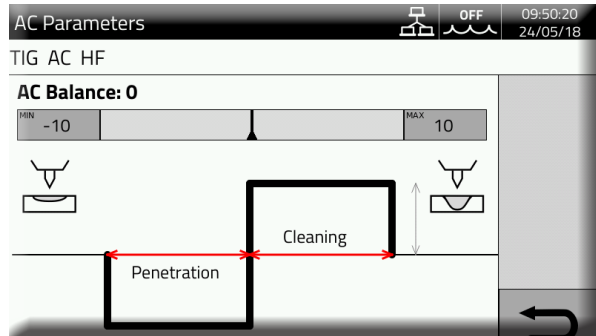 AC Parameters
OFF
09:50:20
24/05/18
TIG AC HF
AC Balance: 0
MIN -10
MAX 10
Cleaning
Penetration